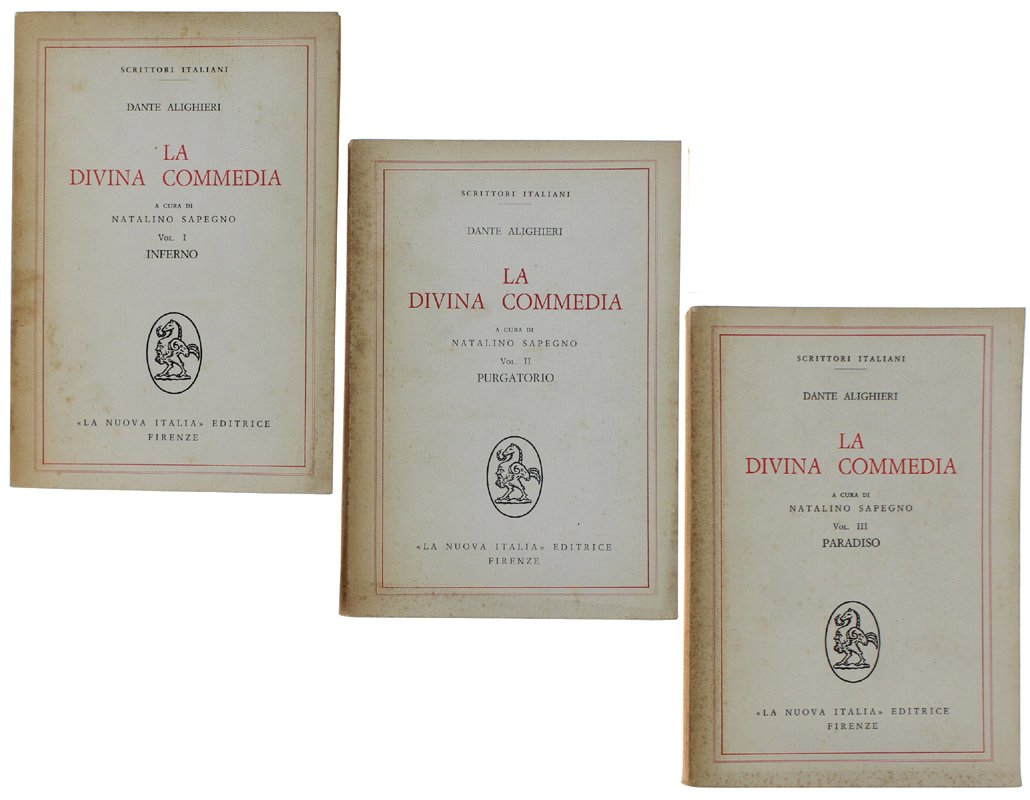 SCRITTORI ITALIANI
DANTE ALIGHIERI
LA
DIVINA COMMEDIA
A CURA DI
NATALINO SAPEGNO
VOL. I
INFERNO
«LA NUOVA ITALIA» EDITRICE
FIRENZE
SCRITTORI ITALIANI
DANTE ALIGHIERI
LA
DIVINA COMMEDIA
A CURA DI
NATALINO SAPEGNO
VOL. II
PURGATORIO
«LA NUOVA ITALIA» EDITRICE
FIRENZE
SCRITTORI ITALIANI
DANTE ALIGHIERI
LA
DIVINA COMMEDIA
A CURA DI
NATALINO SAPEGNO
VOL. III
PARADISO
«LA NUOVA ITALIA» EDITRICE
FIRENZE